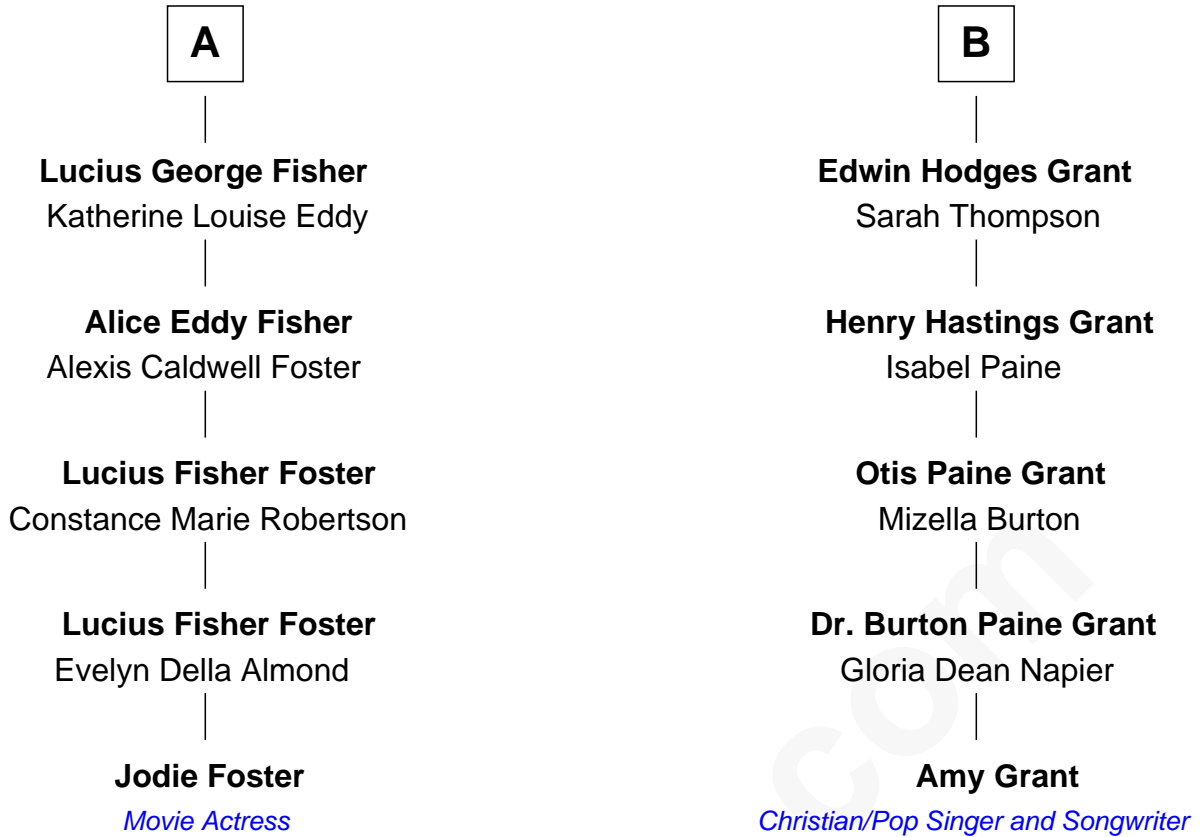 A
B
Lucius George Fisher
Katherine Louise Eddy
Edwin Hodges Grant
Sarah Thompson
Alice Eddy Fisher
Alexis Caldwell Foster
Henry Hastings Grant
Isabel Paine
Lucius Fisher Foster
Constance Marie Robertson
Otis Paine Grant
Mizella Burton
Lucius Fisher Foster
Evelyn Della Almond
Dr. Burton Paine Grant
Gloria Dean Napier
Jodie Foster
Movie Actress
Amy Grant
Christian/Pop Singer and Songwriter
com